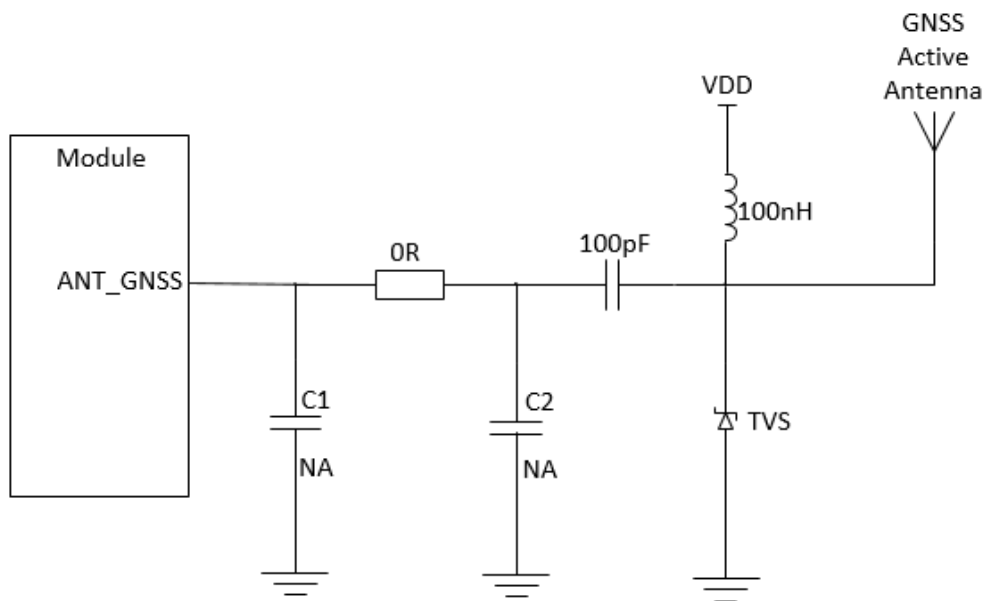 GNSS
Active
Antenna
VDD
Module
100nH
0R
100pF
ANT_GNSS
C1
NA
C2
NA
TVS